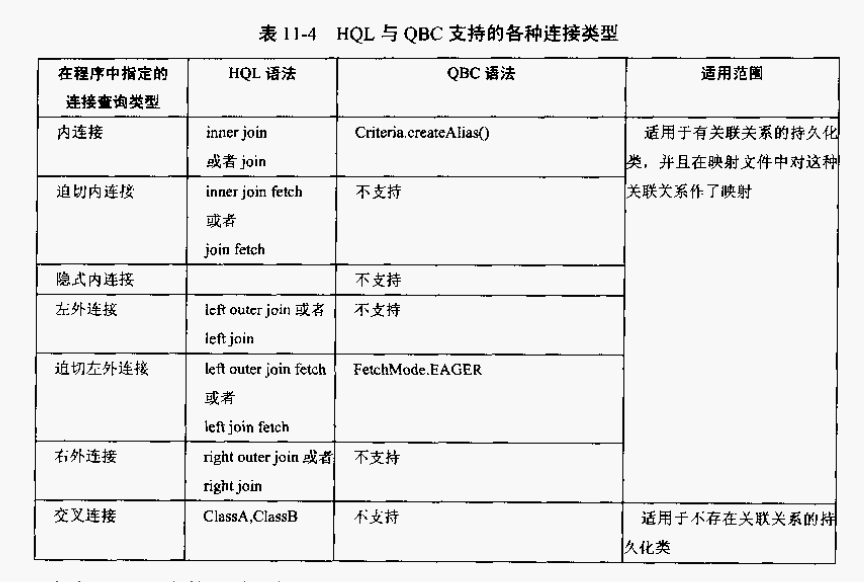 表 11-4 HQL 与 QBC 支持的各种连接类型
在程序中指定的
连接查询类型
HQL 语法
QBC 语法
适用范围
内连接
inner join
或者 join
Criteria.createAlias()
适用于有关联关系的持久化
类，并且在映射文件中对这种
关联关系作了映射
迫切内连接
inner join fetch
或者
join fetch
不支持
隐式内连接
不支持
左外连接
left outer join 或者
left join
不支持
迫切左外连接
left outer join fetch
或者
left join fetch
FetchMode.EAGER
右外连接
right outer join 或者
right join
不支持
交叉连接
ClassA,ClassB
不支持
适用于不存在关联关系的持
久化类